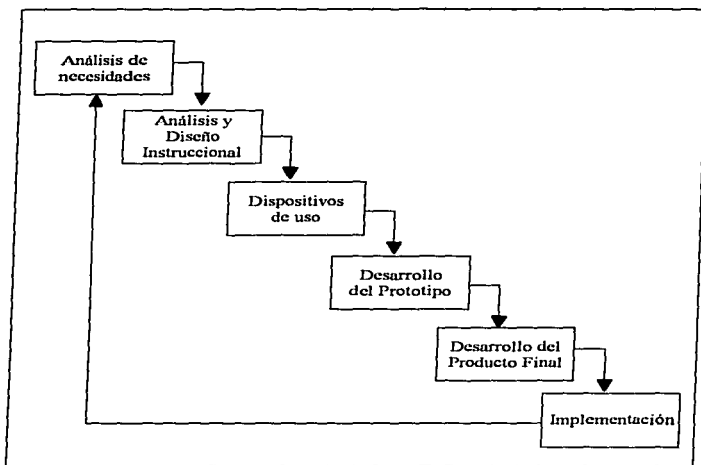 Análisis de
necesidades
Análisis y
Diseño
Instruccional
Dispositivos
de uso
Desarrollo
del Prototipo
Desarrollo del
Producto Final
Implementación